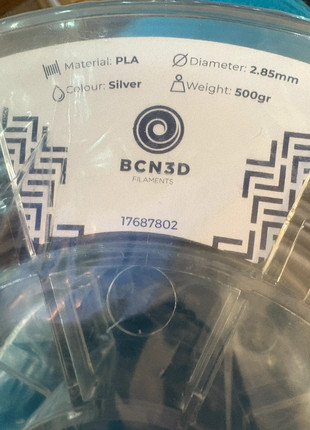 Material: PLA
Diameter: 2.85mm
Colour: Silver
Weight: 500gr
BCN3D
FILAMENTS
17687802